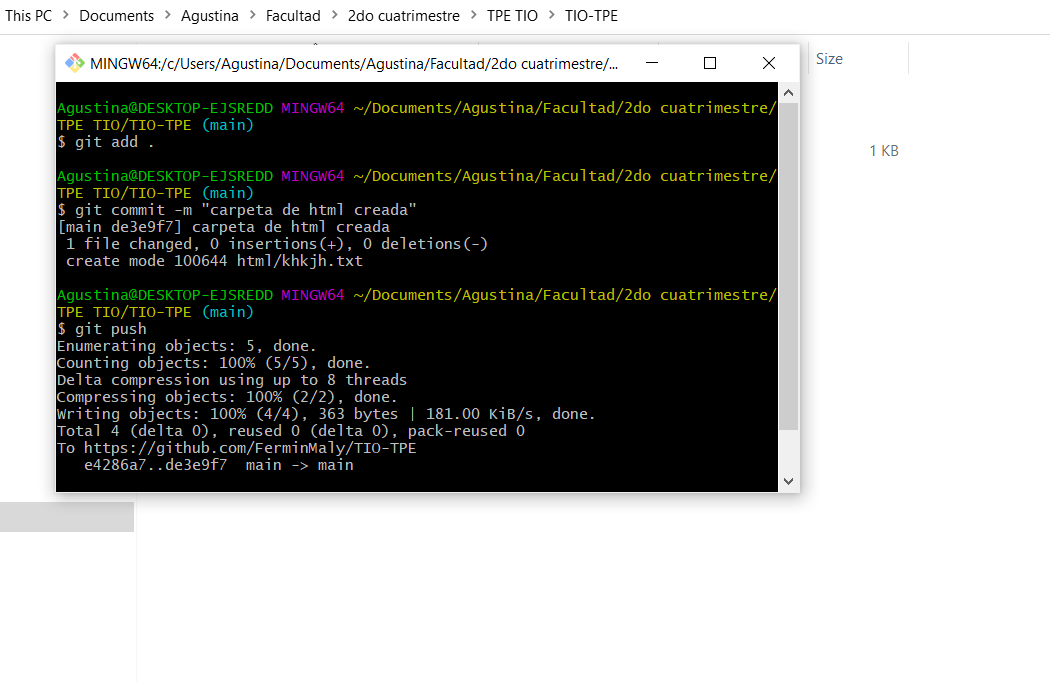 This PC > Documents > Agustina > Facultad > 2do cuatrimestre > TPE TIO > TIO-TPE
MINGW64:/c/Users/Agustina/Documents/Agustina/Facultad/2do cuatrimestre/...
Size
1 KB
Agustina@DESKTOP-EJSREDD MINGW64 ~/Documents/Agustina/Facultad/2do cuatrimestre/
TPE TIO/TIO-TPE (main)
$ git add .
Agustina@DESKTOP-EJSREDD MINGW64 ~/Documents/Agustina/Facultad/2do cuatrimestre/
TPE TIO/TIO-TPE (main)
$ git commit -m "carpeta de html creada"
[main de3e9f7] carpeta de html creada
 1 file changed, 0 insertions(+), 0 deletions(-)
 create mode 100644 html/khkjh.txt
Agustina@DESKTOP-EJSREDD MINGW64 ~/Documents/Agustina/Facultad/2do cuatrimestre/
TPE TIO/TIO-TPE (main)
$ git push
Enumerating objects: 5, done.
Counting objects: 100% (5/5), done.
Delta compression using up to 8 threads
Compressing objects: 100% (2/2), done.
Writing objects: 100% (4/4), 363 bytes | 181.00 KiB/s, done.
Total 4 (delta 0), reused 0 (delta 0), pack-reused 0
To https://github.com/FerminMaly/TIO-TPE
   e4286a7..de3e9f7  main -> main